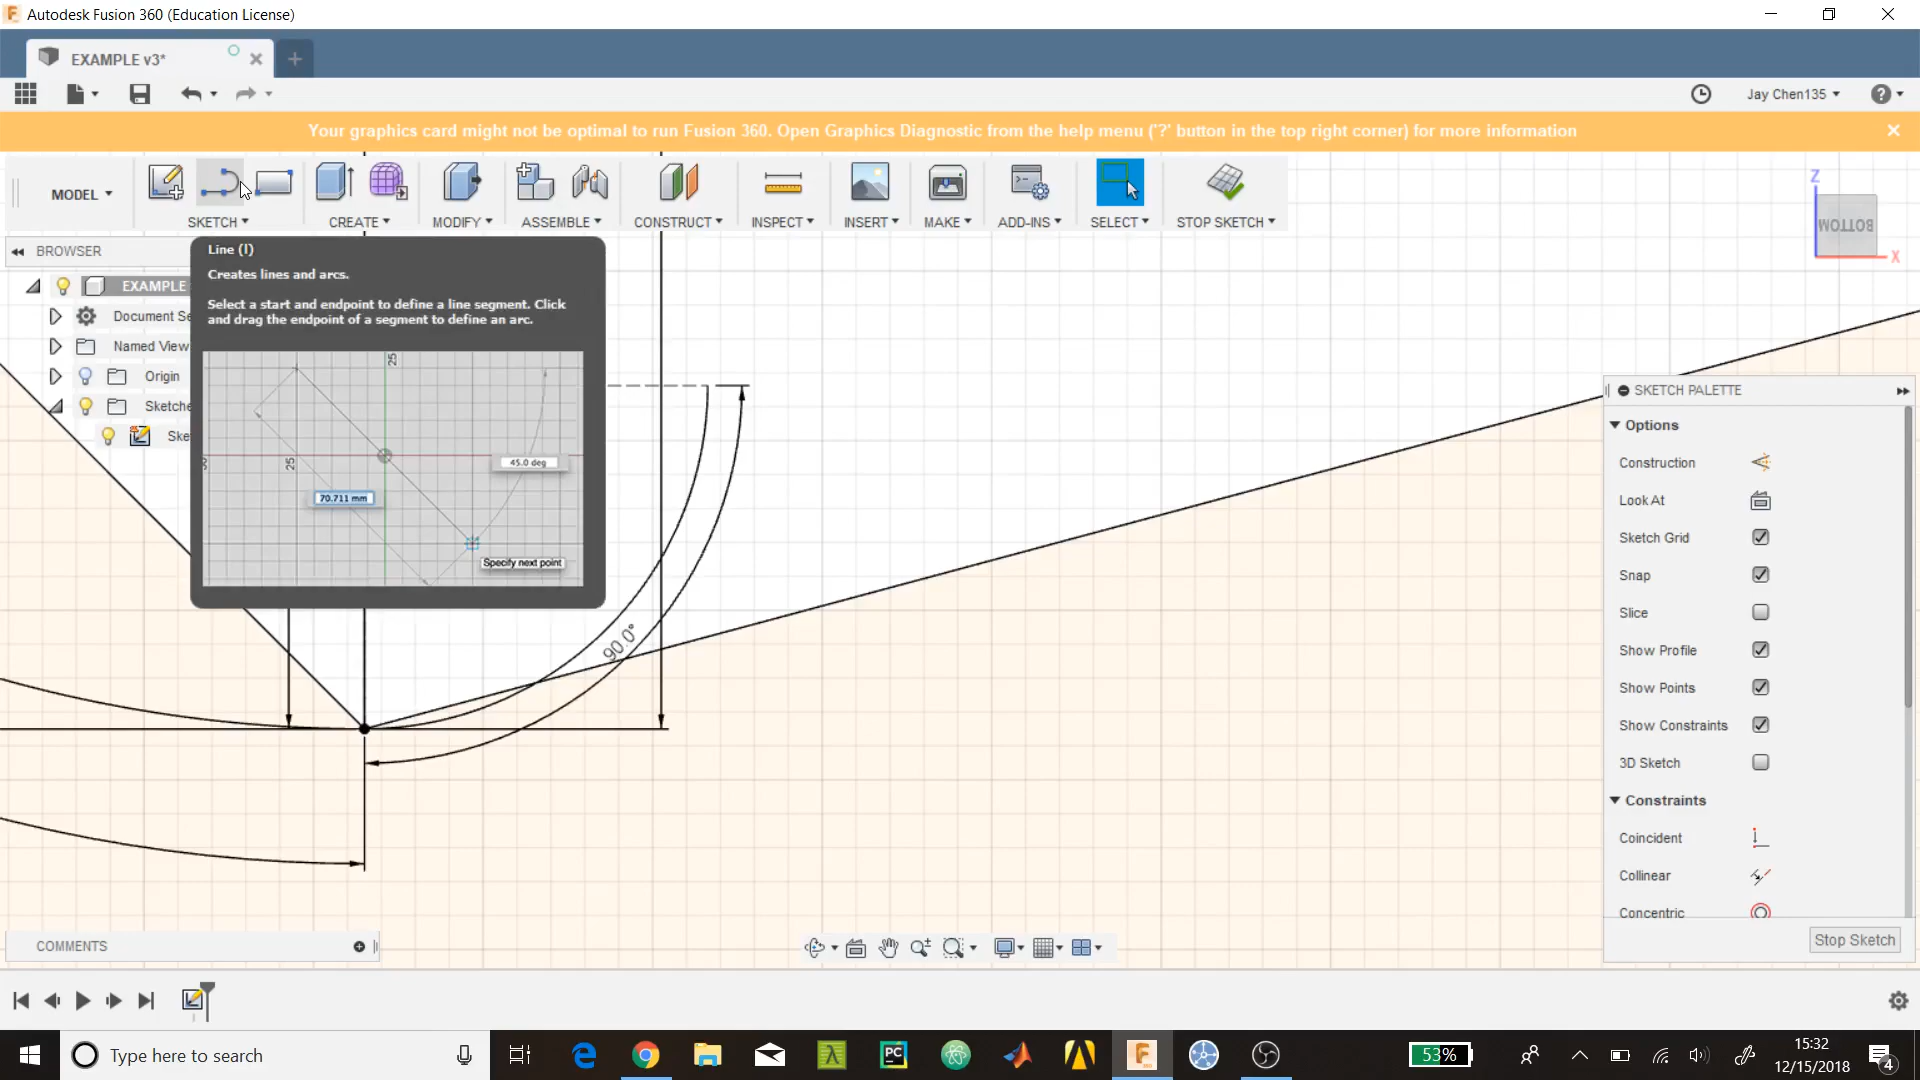 Autodesk Fusion 360 (Education License)
EXAMPLE v3*
Jay Chen135
?
Your graphics card might not be optimal to run Fusion 360. Open Graphics Diagnostic from the help menu ('?' button in the top right corner) for more information
MODEL
SKETCH
CREATE
MODIFY
ASSEMBLE
CONSTRUCT
INSPECT
INSERT
MAKE
ADD-INS
SELECT
STOP SKETCH
Z
BOTTOM
X
BROWSER
EXAMPLE
Document Se
Named View
Origin
Sketche
Ske
Line (l)
Creates lines and arcs.
Select a start and endpoint to define a line segment. Click
and drag the endpoint of a segment to define an arc.
25
25
45.0 deg
70.711 mm
Specify next point
90.0°
SKETCH PALETTE
Options
Construction
Look At
Sketch Grid
Snap
Slice
Show Profile
Show Points
Show Constraints
3D Sketch
Constraints
Coincident
Collinear
Concentric
Stop Sketch
COMMENTS
Type here to search
PC
53%
15:32
12/15/2018
4